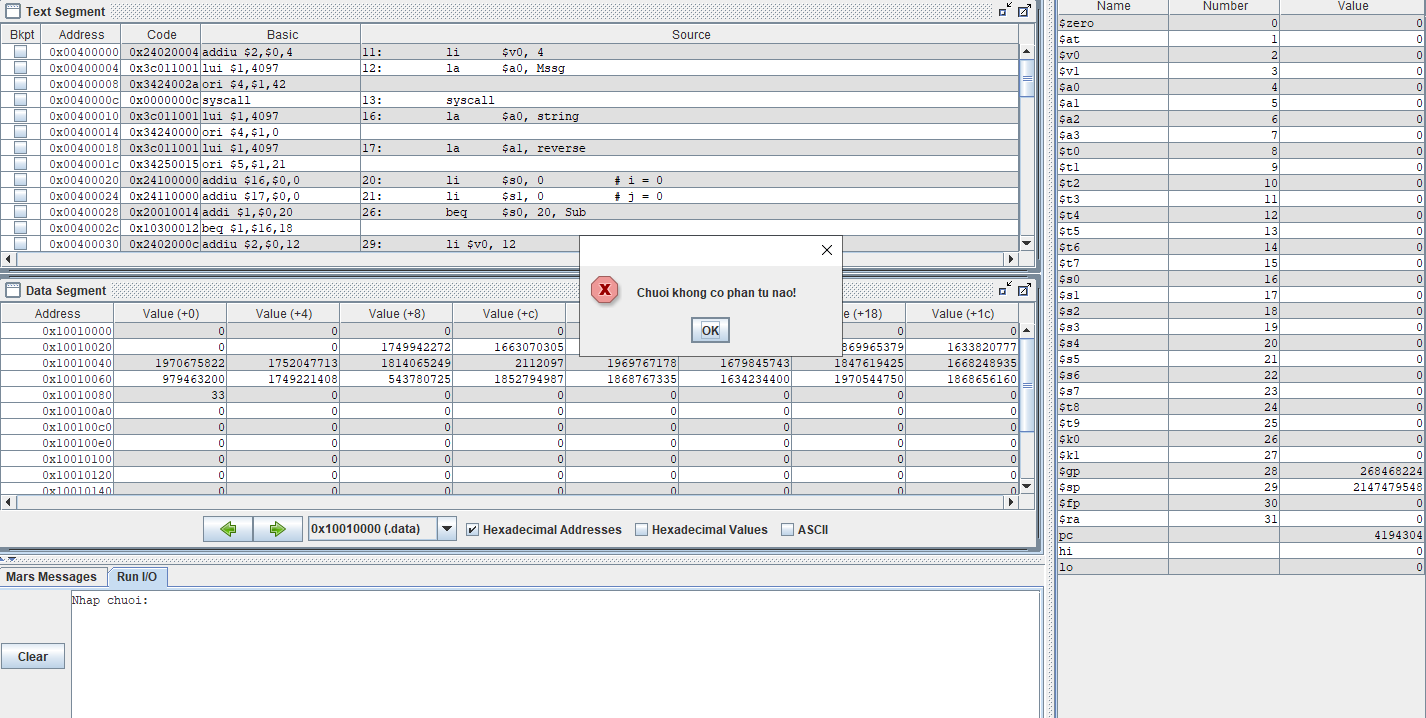 Text Segment
Bkpt Address Code Basic Source
0x00400000 0x24020004 addiu $2,$0,4 11: li $v0, 4
0x00400004 0x3c011001 lui $1,4097 12: la $a0, Mssg
0x00400008 0x3424002a ori $4,$1,42
0x0040000c 0x0000000c syscall 13: syscall
0x00400010 0x3c011001 lui $1,4097 16: la $a0, string
0x00400014 0x34240000 ori $4,$1,0
0x00400018 0x3c011001 lui $1,4097 17: la $a1, reverse
0x0040001c 0x34250015 ori $5,$1,21
0x00400020 0x24100000 addiu $16,$0,0 20: li $s0, 0 # i = 0
0x00400024 0x24110000 addiu $17,$0,0 21: li $s1, 0 # j = 0
0x00400028 0x20010014 addi $1,$0,20 26: beq $s0, 20, Sub
0x0040002c 0x10300012 beq $1,$16,18
0x00400030 0x2402000c addiu $2,$0,12 29: li $v0, 12
Chuoi khong co phan tu nao!
OK
Data Segment
Address Value (+0) Value (+4) Value (+8) Value (+c) e (+18) Value (+1c)
0x10010000 0 0 0 0 0 0
0x10010020 0 0 1749942272 1663070305 869965379 1633820777
0x10010040 1970675822 1752047713 1814065249 2112097 1969767178 1679845743 1847619425 1668248935
0x10010060 979463200 1749221408 543780725 1852794987 1868767335 1634234400 1970544750 1868656160
0x10010080 33 0 0 0 0 0 0 0
0x100100a0 0 0 0 0 0 0 0 0
0x100100c0 0 0 0 0 0 0 0 0
0x100100e0 0 0 0 0 0 0 0 0
0x10010100 0 0 0 0 0 0 0 0
0x10010120 0 0 0 0 0 0 0 0
0x10010140 0 0 0 0 0 0 0 0
0x10010000 (.data) Hexadecimal Addresses Hexadecimal Values ASCII
Mars Messages Run I/O
Nhap chuoi:
Clear
Name Number Value
$zero 0 0
$at 1 0
$v0 2 0
$v1 3 0
$a0 4 0
$a1 5 0
$a2 6 0
$a3 7 0
$t0 8 0
$t1 9 0
$t2 10 0
$t3 11 0
$t4 12 0
$t5 13 0
$t6 14 0
$t7 15 0
$s0 16 0
$s1 17 0
$s2 18 0
$s3 19 0
$s4 20 0
$s5 21 0
$s6 22 0
$s7 23 0
$t8 24 0
$t9 25 0
$k0 26 0
$k1 27 0
$gp 28 268468224
$sp 29 2147479548
$fp 30 0
$ra 31 0
pc 4194304
hi 0
lo 0